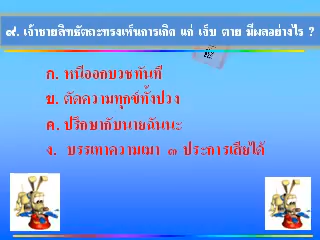 ๙. เจ้าชายสิทธัตถะทรงเห็นการเกิด แก่ เจ็บ ตาย มีผลอย่างไร ?
ก. หนีออกบวชทันที
ข. ตัดความทุกข์ทั้งปวง
ค. ปรึกษากับนายฉันนะ
ง. บรรเทาความเมา ๓ ประการเสียได้